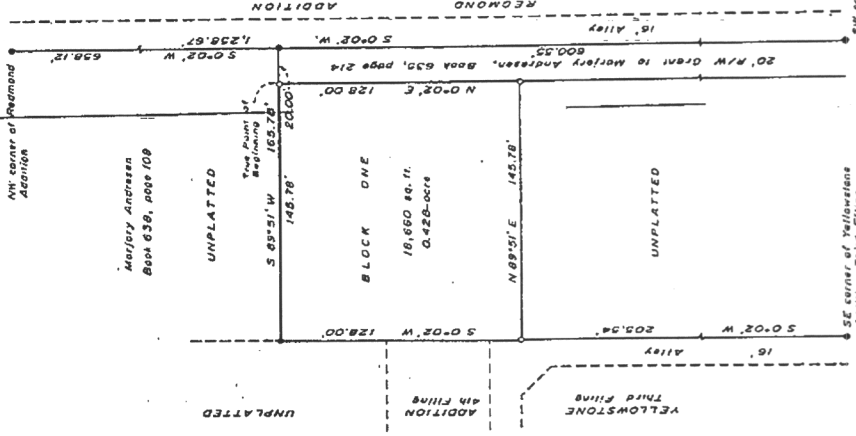 REDMOND ADDITION
16' Alley
NW corner of Redmond
Addition
658.12'
S 0°02' W.
1,258.67'
S 0°02' W.
600.55'
20' R/W Grant to Marjory Andresen, Book 635, page 214
N 0°02' E 128.00'
True Point of
Beginning
Marjory Andresen
Book 638, page 109
UNPLATTED
S 89°51' W 165.78'
145.78' 20.00'
BLOCK ONE
18,660 sq. ft.
0.428-acre
N 89°51' E 145.78'
UNPLATTED
S 0°02' W. 128.00'
S 0°02' W 205.54'
16' Alley
SE corner of Yellowstone
UNPLATTED
ADDITION
4th Filing
YELLOWSTONE
Third Filing